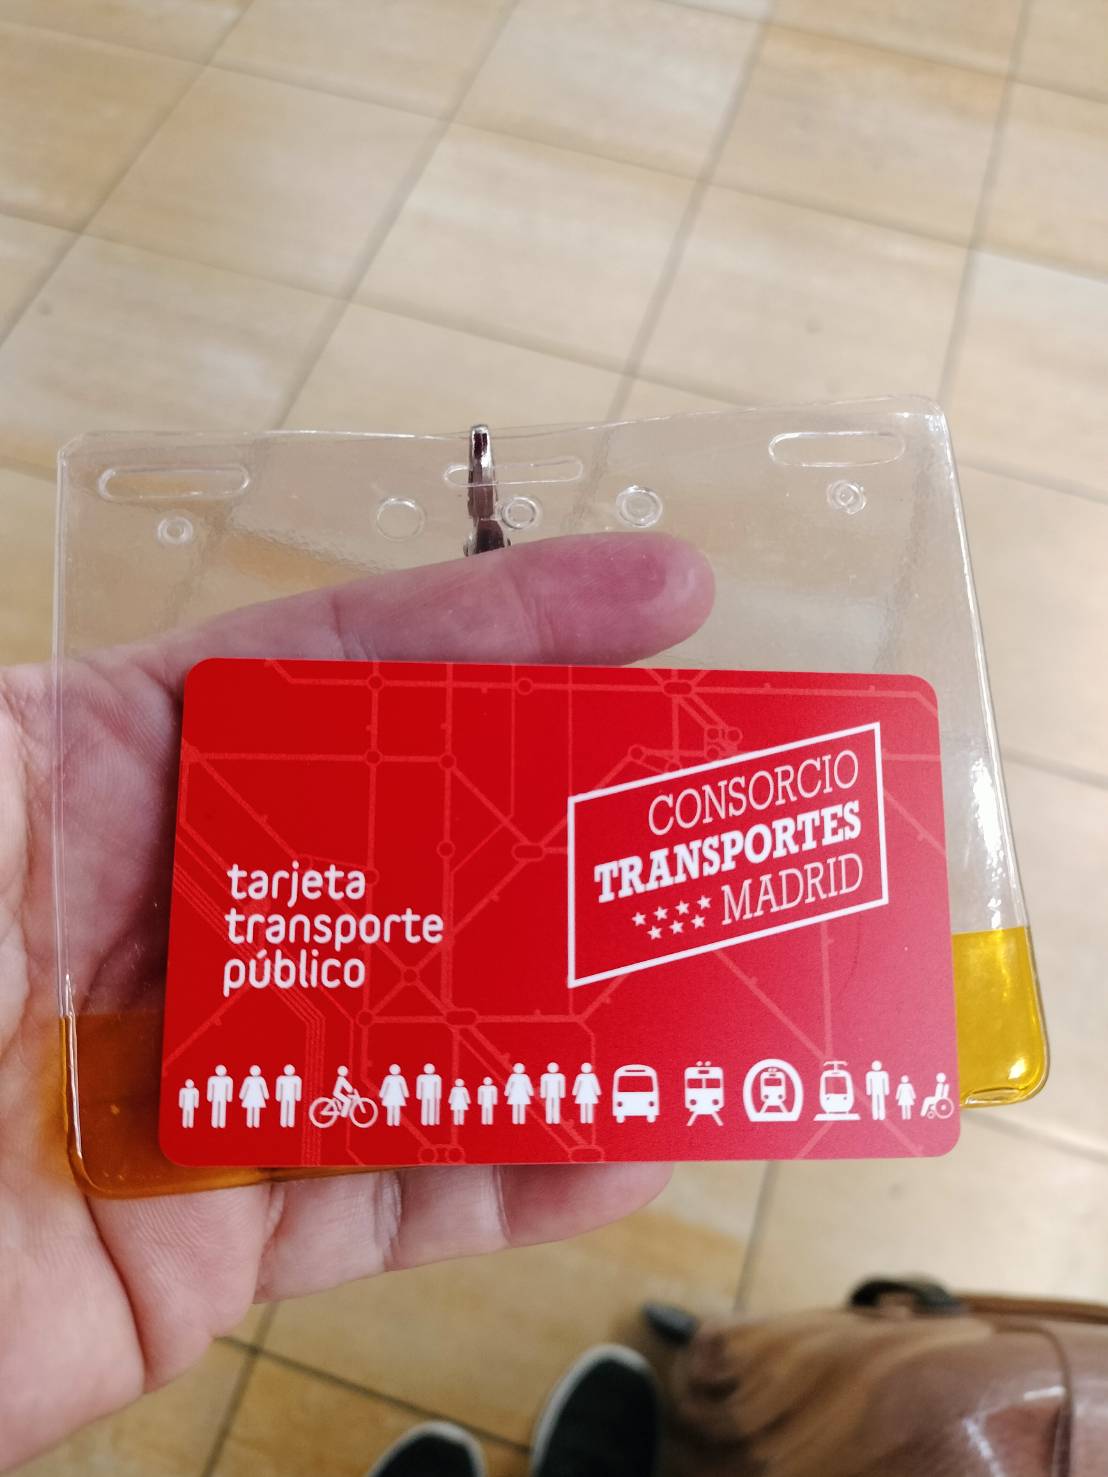 CONSORCIO
TRANSPORTES
MADRID
tarjeta
transporte
público